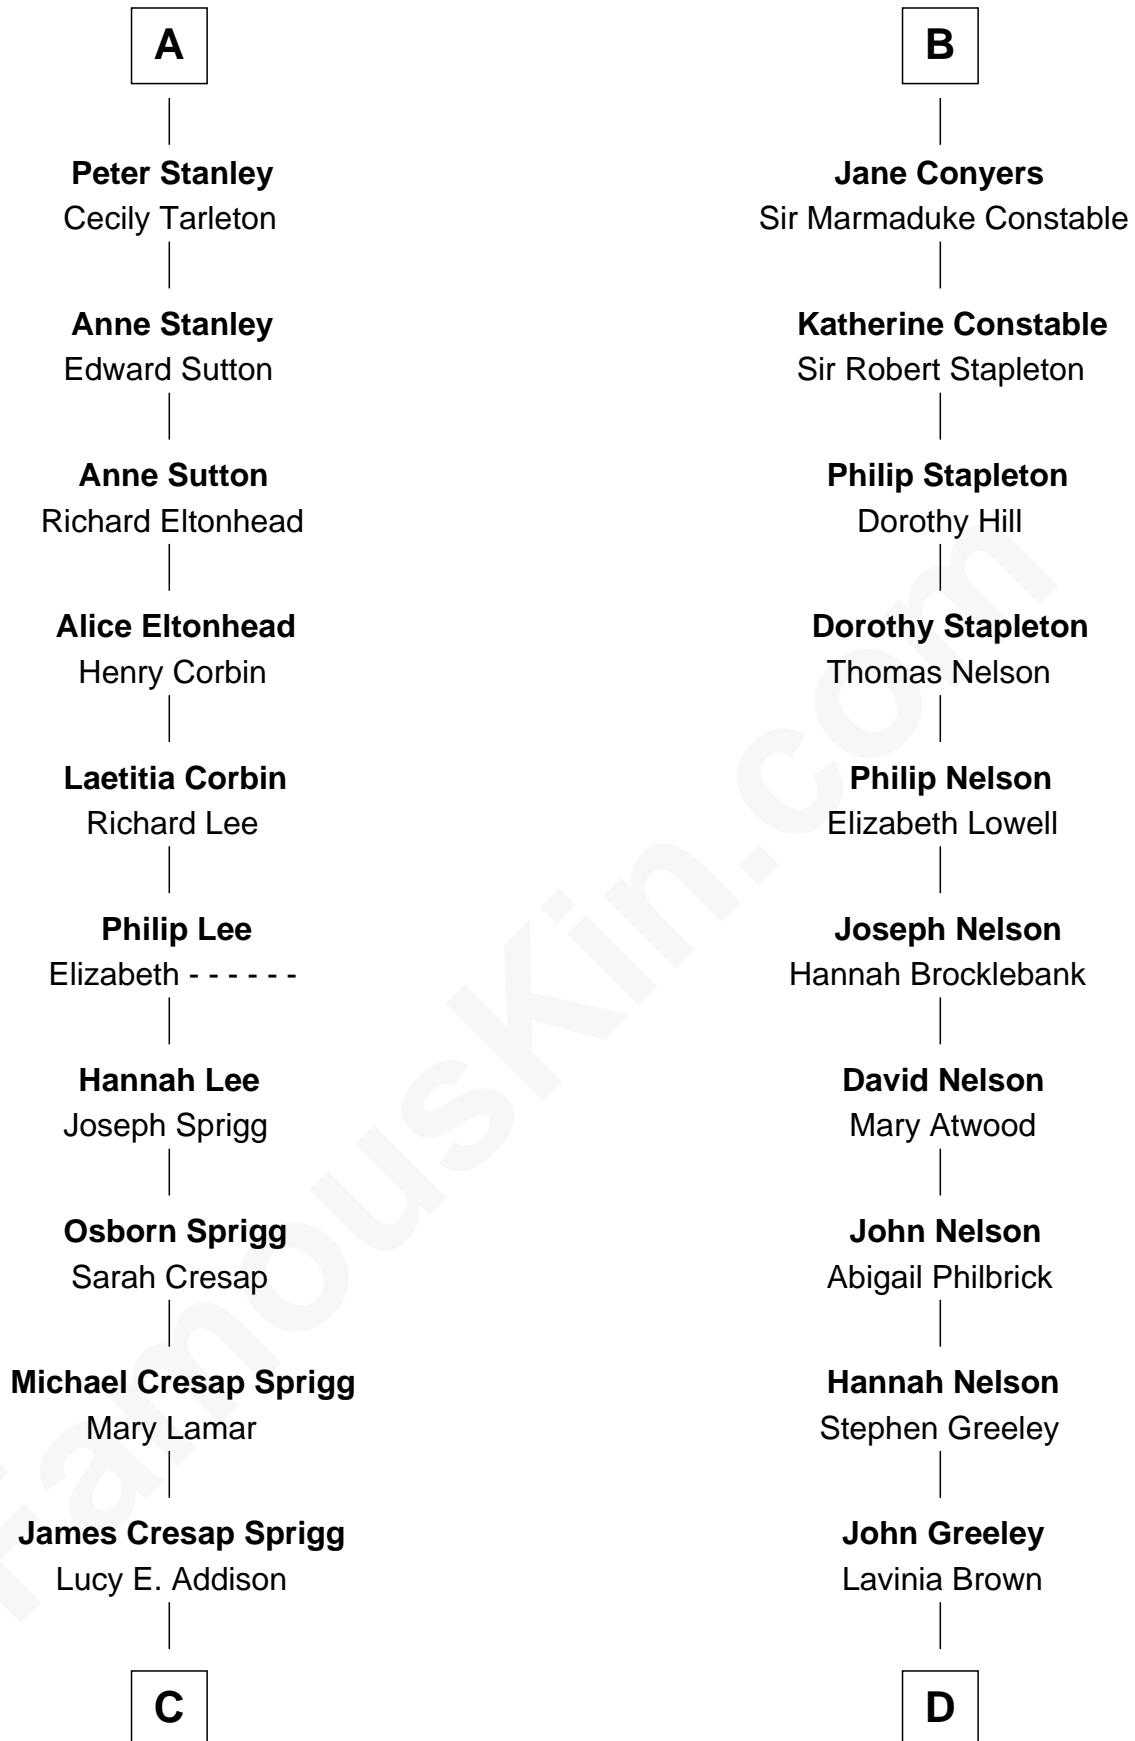 A
Peter Stanley
Cecily Tarleton
Anne Stanley
Edward Sutton
Anne Sutton
Richard Eltonhead
Alice Eltonhead
Henry Corbin
Laetitia Corbin
Richard Lee
Philip Lee
Elizabeth - - - - - -
Hannah Lee
Joseph Sprigg
Osborn Sprigg
Sarah Cresap
Michael Cresap Sprigg
Mary Lamar
James Cresap Sprigg
Lucy E. Addison
C
B
Jane Conyers
Sir Marmaduke Constable
Katherine Constable
Sir Robert Stapleton
Philip Stapleton
Dorothy Hill
Dorothy Stapleton
Thomas Nelson
Philip Nelson
Elizabeth Lowell
Joseph Nelson
Hannah Brocklebank
David Nelson
Mary Atwood
John Nelson
Abigail Philbrick
Hannah Nelson
Stephen Greeley
John Greeley
Lavinia Brown
D
FamousKin.com